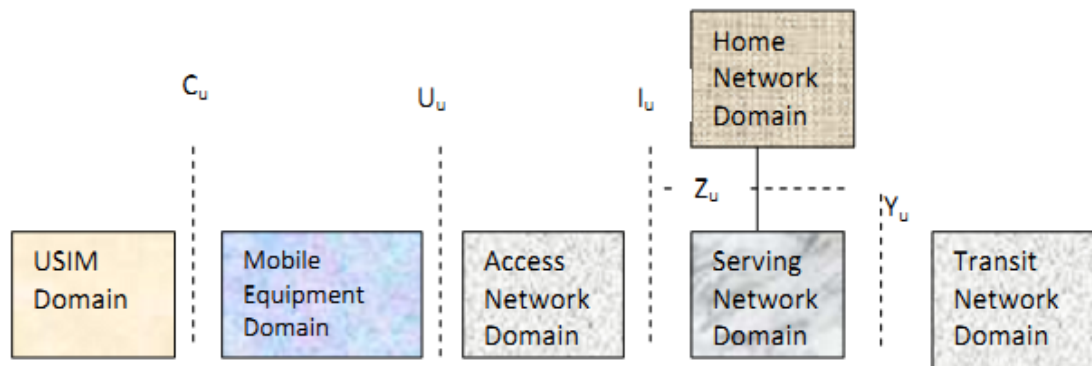 Home
Network
Domain
Cᵤ
Uᵤ
Iᵤ
Zᵤ
Yᵤ
USIM
Domain
Mobile
Equipment
Domain
Access
Network
Domain
Serving
Network
Domain
Transit
Network
Domain